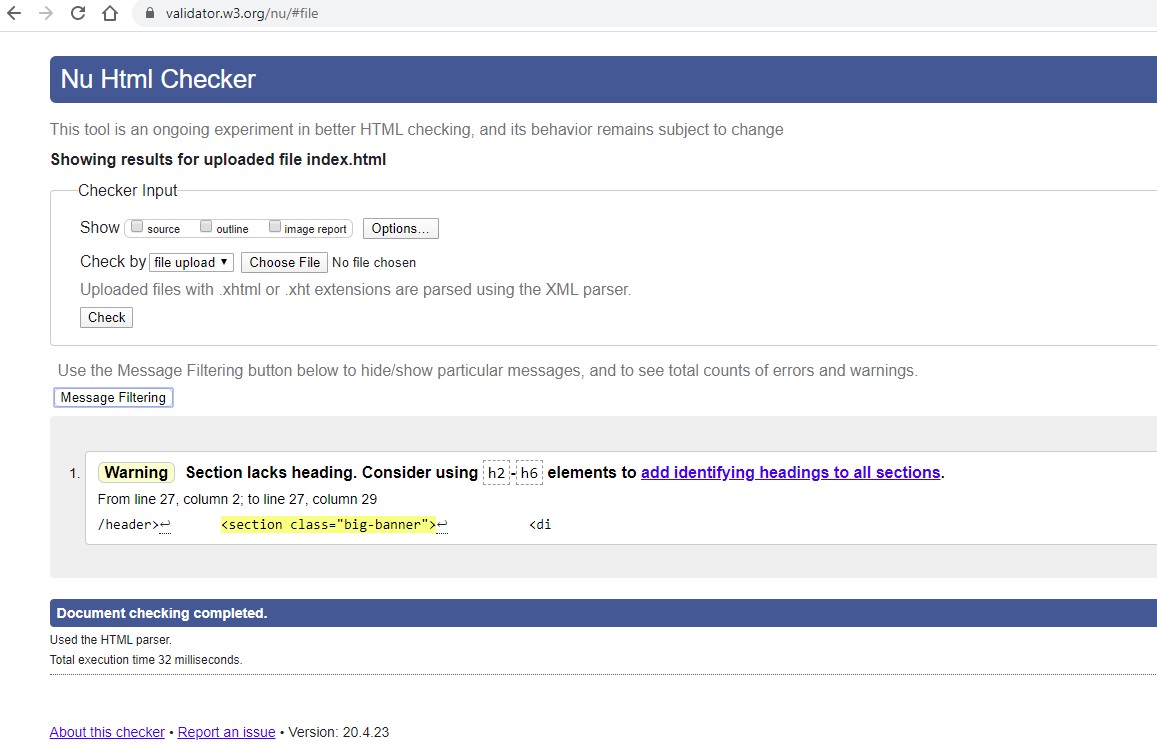 validator.w3.org/nu/#file
Nu Html Checker
This tool is an ongoing experiment in better HTML checking, and its behavior remains subject to change
Showing results for uploaded file index.html
Checker Input
Show source outline image report Options...
Check by file upload ▼ Choose File No file chosen
Uploaded files with .xhtml or .xht extensions are parsed using the XML parser.
Check
Use the Message Filtering button below to hide/show particular messages, and to see total counts of errors and warnings.
Message Filtering
1. Warning Section lacks heading. Consider using h2-h6 elements to add identifying headings to all sections.
From line 27, column 2; to line 27, column 29
/header>↩ <section class="big-banner">↩ <di
Document checking completed.
Used the HTML parser.
Total execution time 32 milliseconds.
About this checker • Report an issue • Version: 20.4.23